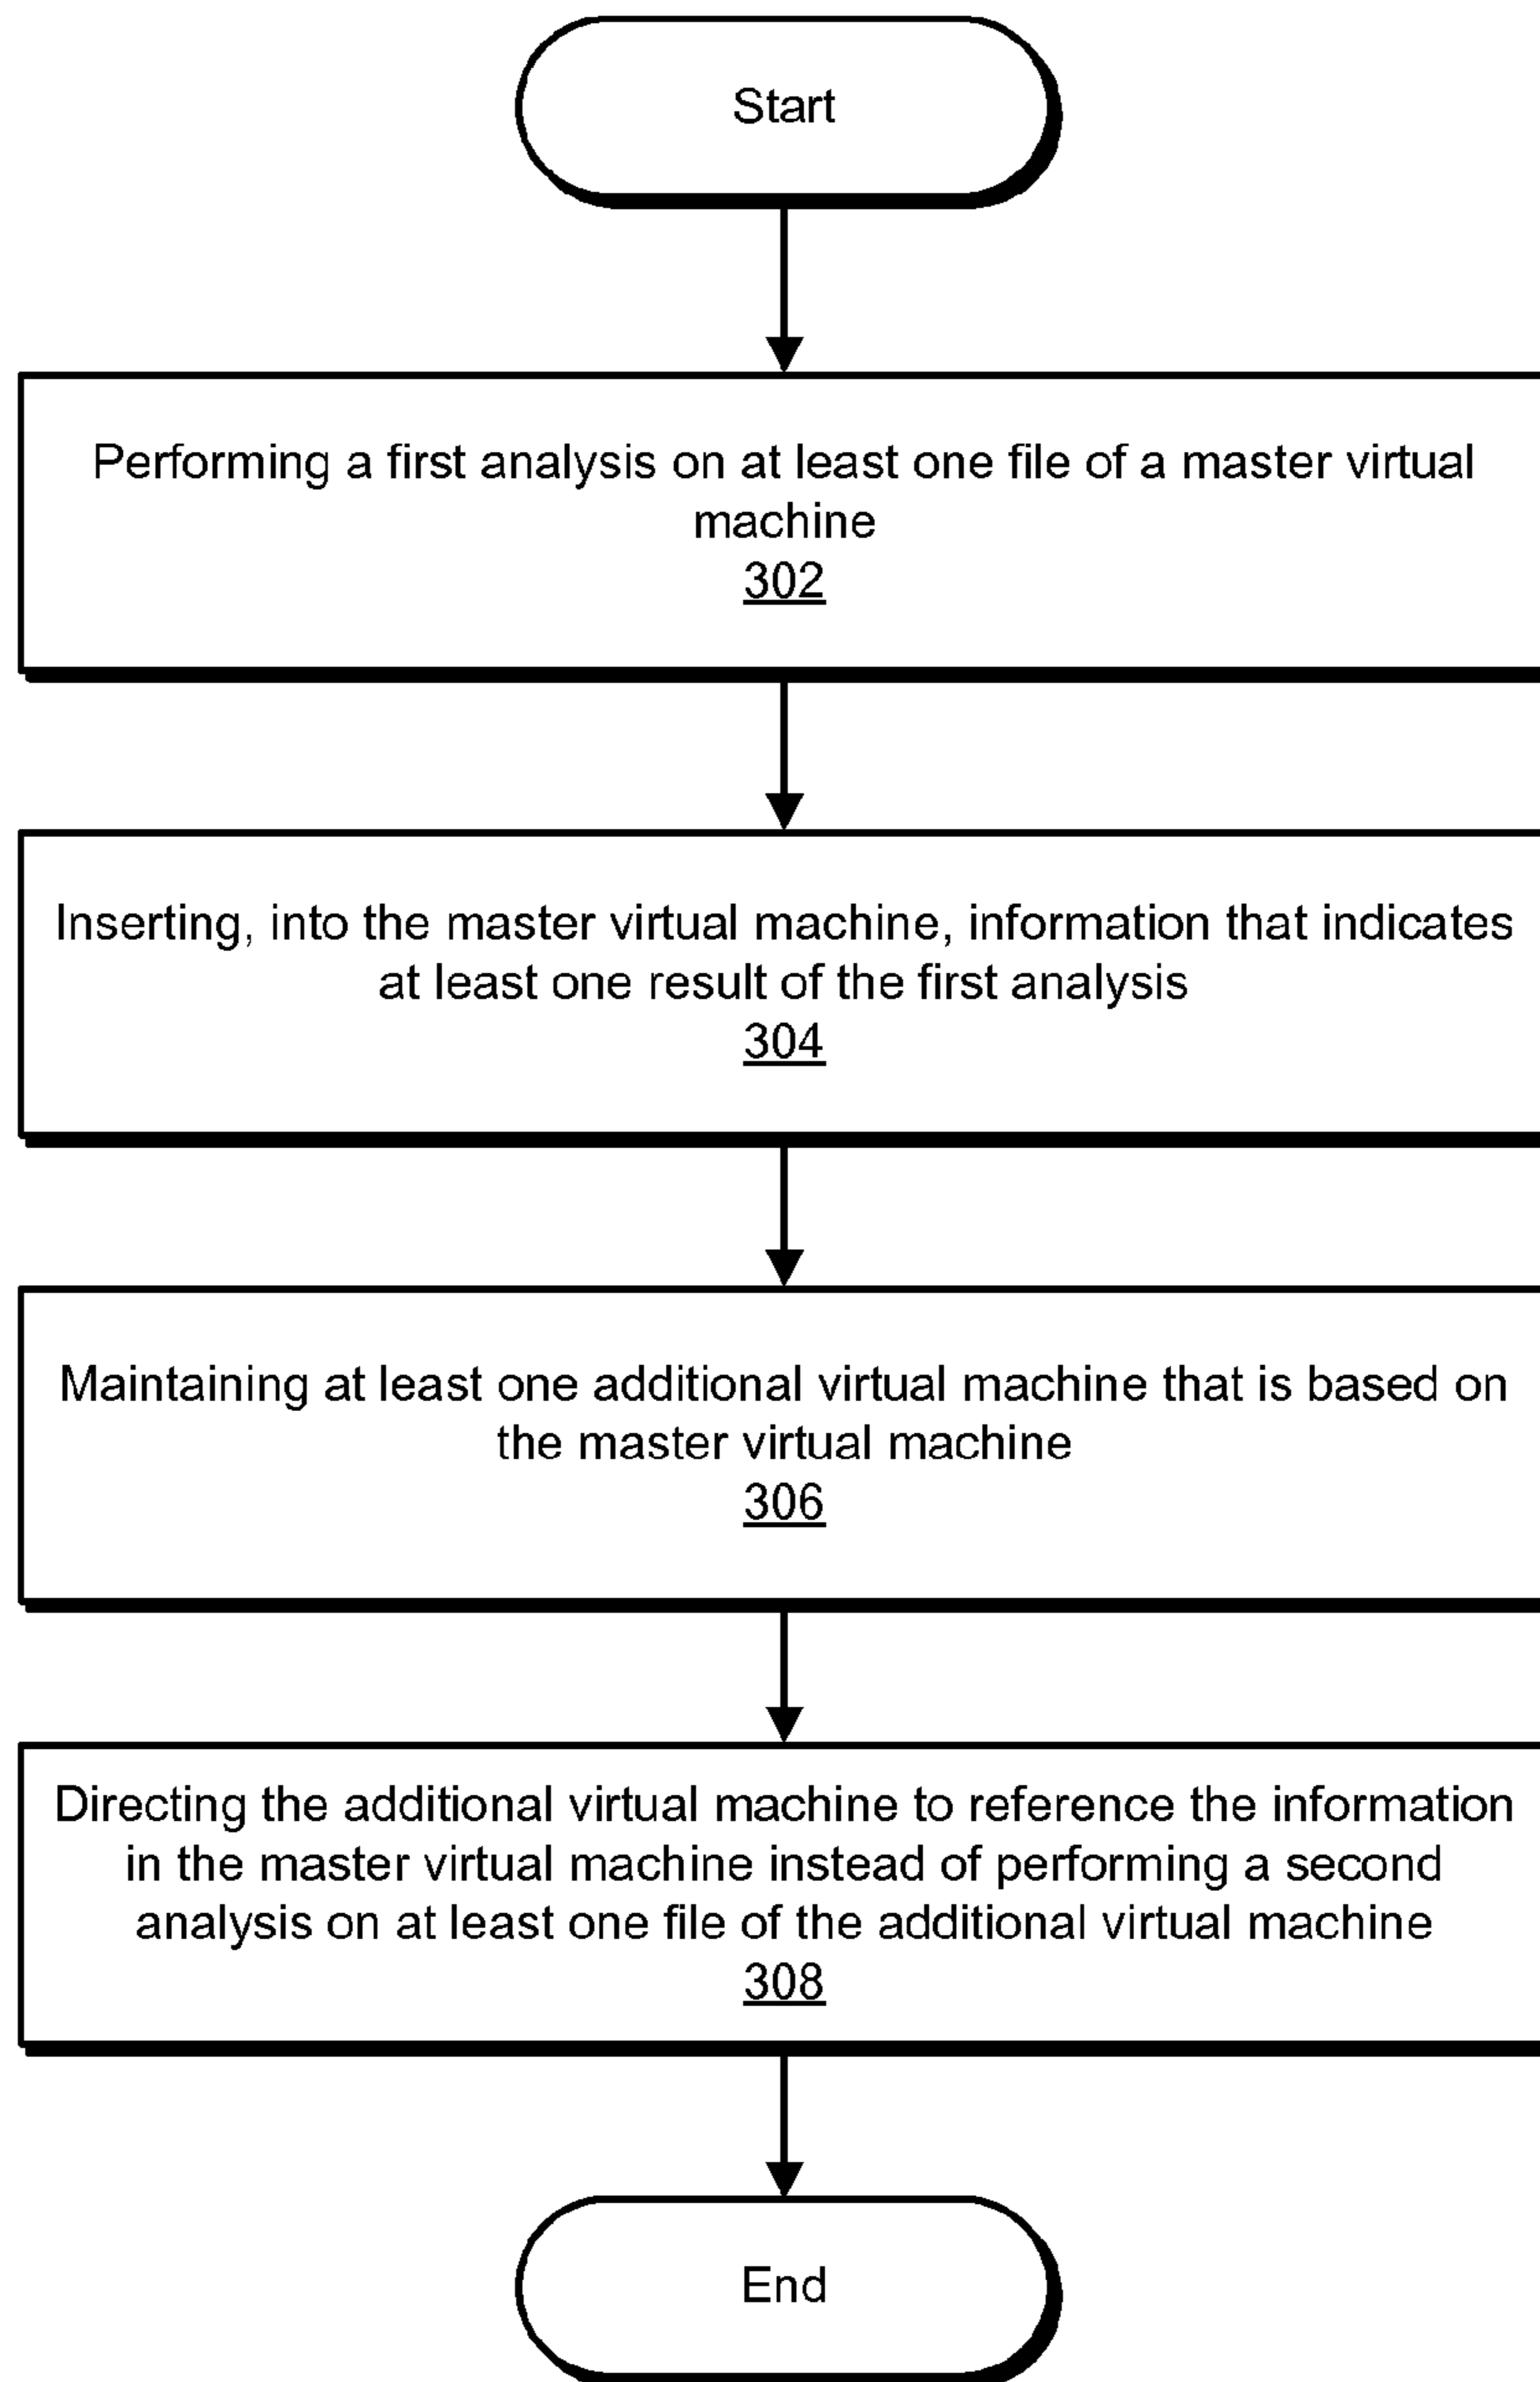 Start
Performing a first analysis on at least one file of a master virtual
machine
302
Inserting, into the master virtual machine, information that indicates
at least one result of the first analysis
304
Maintaining at least one additional virtual machine that is based on
the master virtual machine
306
Directing the additional virtual machine to reference the information
in the master virtual machine instead of performing a second
analysis on at least one file of the additional virtual machine
308
End